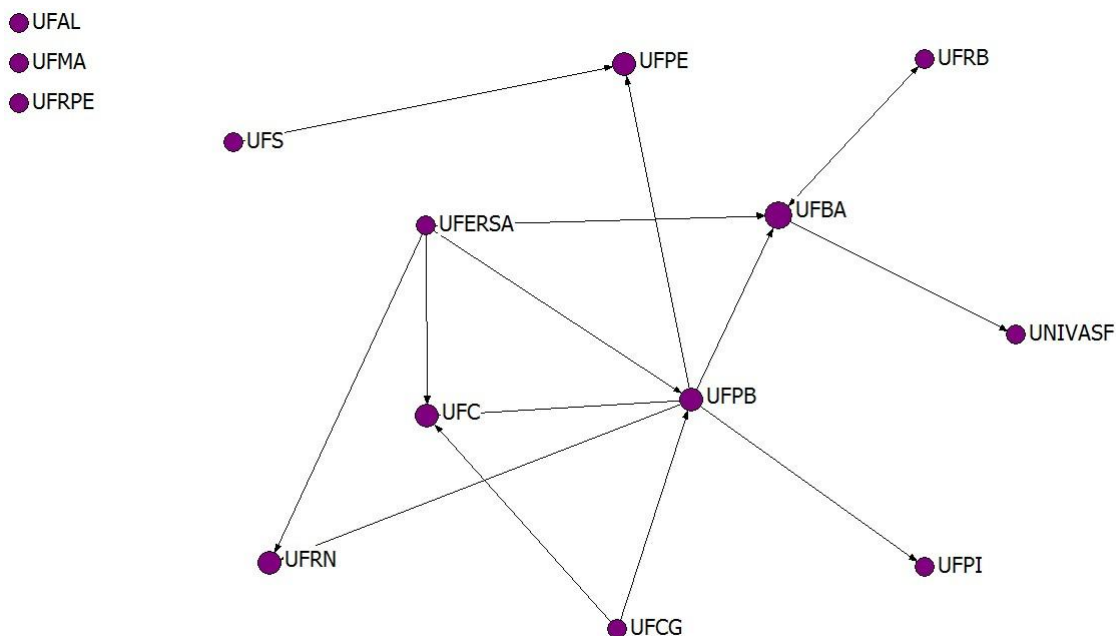 UFAL
UFMA
UFRPE
UFPE
UFRB
UFS
UFERSA
UFBA
UNIVASF
UFPB
UFC
UFRN
UFPI
UFCG